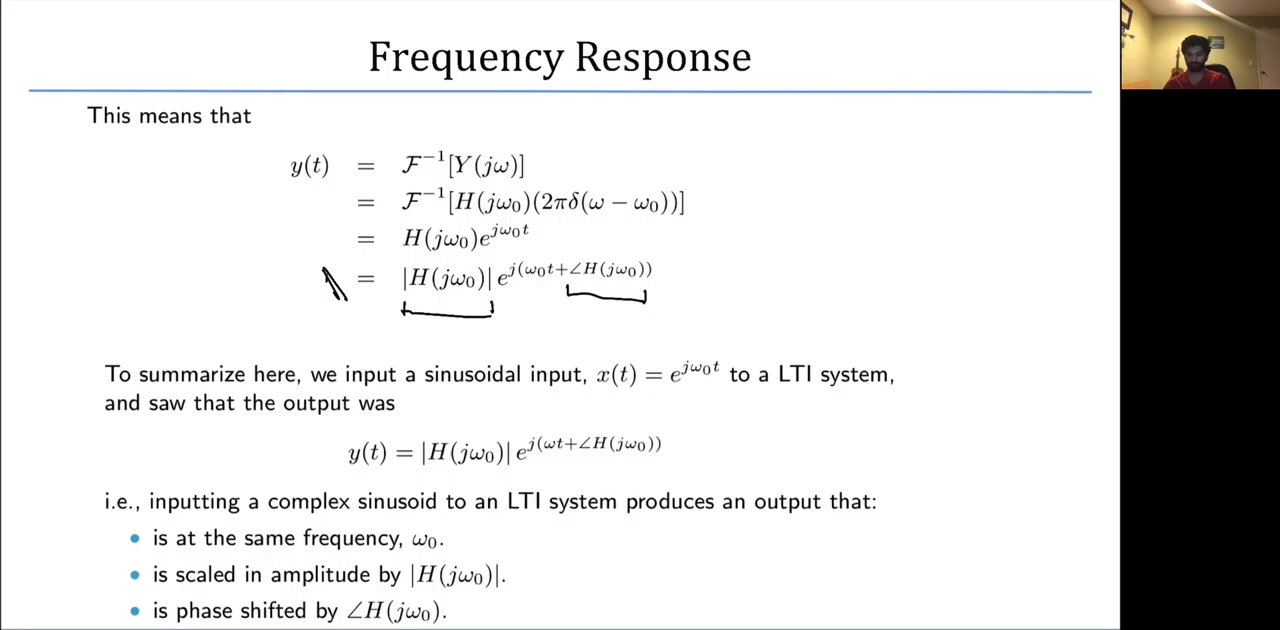 Frequency Response
This means that
y(t) = ℱ⁻¹[Y(jω)]
= ℱ⁻¹[H(jω₀)(2πδ(ω − ω₀))]
= H(jω₀)e^{jω₀t}
= |H(jω₀)| e^{j(ω₀t+∠H(jω₀))}
To summarize here, we input a sinusoidal input, x(t) = e^{jω₀t} to a LTI system,
and saw that the output was
y(t) = |H(jω₀)| e^{j(ωt+∠H(jω₀))}
i.e., inputting a complex sinusoid to an LTI system produces an output that:
• is at the same frequency, ω₀.
• is scaled in amplitude by |H(jω₀)|.
• is phase shifted by ∠H(jω₀).